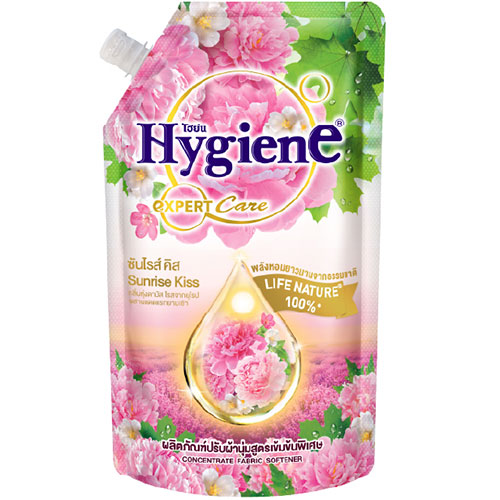 ไฮยีน
Hygiene®
EXPERT Care
ซันไรส์ คิส
Sunrise Kiss
พลังหอมยาวนานจากธรรมชาติ
LIFE NATURE®
100%*
ผลิตภัณฑ์ปรับผ้านุ่มสูตรเข้มข้นพิเศษ
CONCENTRATE FABRIC SOFTENER